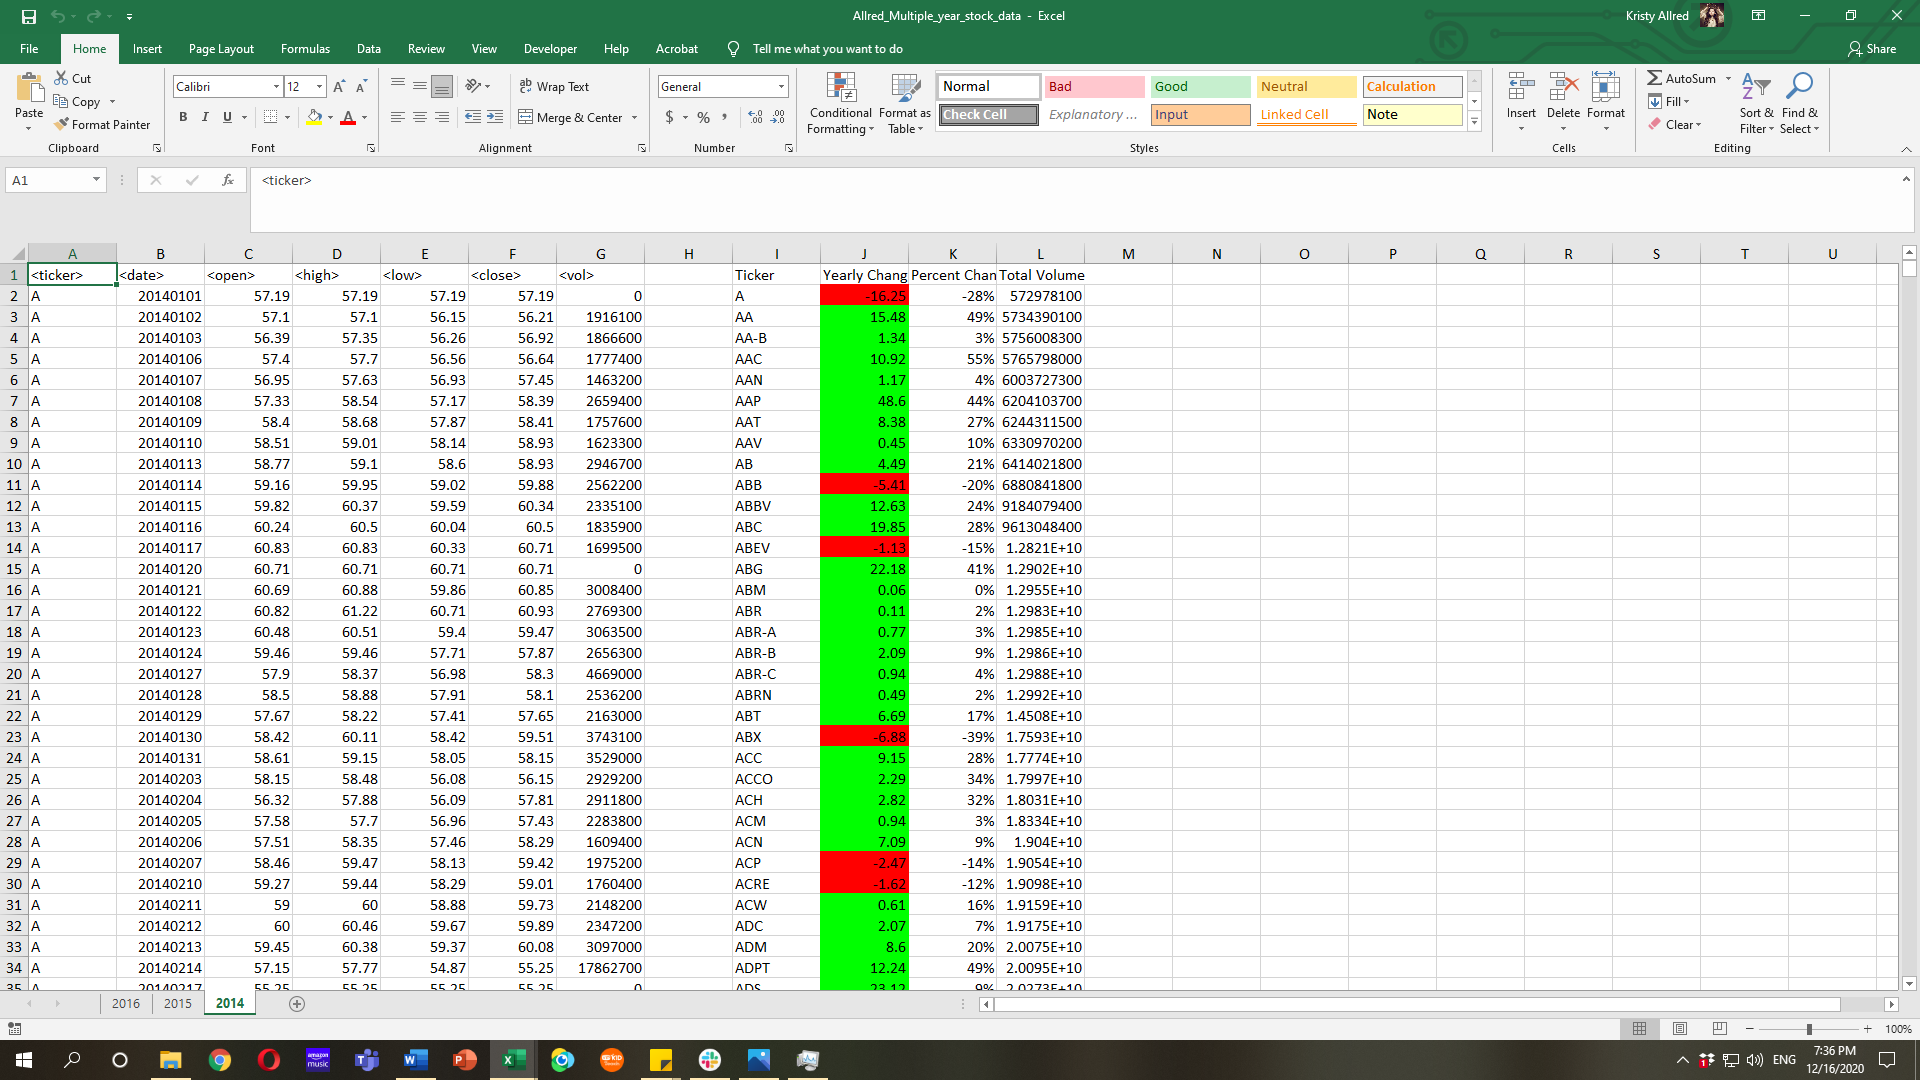 Allred_Multiple_year_stock_data - Excel
Kristy Allred
File Home Insert Page Layout Formulas Data Review View Developer Help Acrobat Tell me what you want to do Share
Paste Cut Copy Format Painter Clipboard
Calibri 12 B I U A Font
Wrap Text Merge & Center Alignment
General $ % , Number
Conditional Formatting Format as Table
Normal Bad Good Neutral Calculation
Check Cell Explanatory ... Input Linked Cell Note
Styles
Insert Delete Format Cells
AutoSum Fill Clear Sort & Filter Find & Select Editing
A1 fx <ticker>
A B C D E F G H I J K L M N O P Q R S T U
1 <ticker> <date> <open> <high> <low> <close> <vol> Ticker Yearly Chang Percent Chan Total Volume
2 A 20140101 57.19 57.19 57.19 57.19 0 A -16.25 -28% 572978100
3 A 20140102 57.1 57.1 56.15 56.21 1916100 AA 15.48 49% 5734390100
4 A 20140103 56.39 57.35 56.26 56.92 1866600 AA-B 1.34 3% 5756008300
5 A 20140106 57.4 57.7 56.56 56.64 1777400 AAC 10.92 55% 5765798000
6 A 20140107 56.95 57.63 56.93 57.45 1463200 AAN 1.17 4% 6003727300
7 A 20140108 57.33 58.54 57.17 58.39 2659400 AAP 48.6 44% 6204103700
8 A 20140109 58.4 58.68 57.87 58.41 1757600 AAT 8.38 27% 6244311500
9 A 20140110 58.51 59.01 58.14 58.93 1623300 AAV 0.45 10% 6330970200
10 A 20140113 58.77 59.1 58.6 58.93 2946700 AB 4.49 21% 6414021800
11 A 20140114 59.16 59.95 59.02 59.88 2562200 ABB -5.41 -20% 6880841800
12 A 20140115 59.82 60.37 59.59 60.34 2335100 ABBV 12.63 24% 9184079400
13 A 20140116 60.24 60.5 60.04 60.5 1835900 ABC 19.85 28% 9613048400
14 A 20140117 60.83 60.83 60.33 60.71 1699500 ABEV -1.13 -15% 1.2821E+10
15 A 20140120 60.71 60.71 60.71 60.71 0 ABG 22.18 41% 1.2902E+10
16 A 20140121 60.69 60.88 59.86 60.85 3008400 ABM 0.06 0% 1.2955E+10
17 A 20140122 60.82 61.22 60.71 60.93 2769300 ABR 0.11 2% 1.2983E+10
18 A 20140123 60.48 60.51 59.4 59.47 3063500 ABR-A 0.77 3% 1.2985E+10
19 A 20140124 59.46 59.46 57.71 57.87 2656300 ABR-B 2.09 9% 1.2986E+10
20 A 20140127 57.9 58.37 56.98 58.3 4669000 ABR-C 0.94 4% 1.2988E+10
21 A 20140128 58.5 58.88 57.91 58.1 2536200 ABRN 0.49 2% 1.2992E+10
22 A 20140129 57.67 58.22 57.41 57.65 2163000 ABT 6.69 17% 1.4508E+10
23 A 20140130 58.42 60.11 58.42 59.51 3743100 ABX -6.88 -39% 1.7593E+10
24 A 20140131 58.61 59.15 58.05 58.15 3529000 ACC 9.15 28% 1.7774E+10
25 A 20140203 58.15 58.48 56.08 56.15 2929200 ACCO 2.29 34% 1.7997E+10
26 A 20140204 56.32 57.88 56.09 57.81 2911800 ACH 2.82 32% 1.8031E+10
27 A 20140205 57.58 57.7 56.96 57.43 2283800 ACM 0.94 3% 1.8334E+10
28 A 20140206 57.51 58.35 57.46 58.29 1609400 ACN 7.09 9% 1.904E+10
29 A 20140207 58.46 59.47 58.13 59.42 1975200 ACP -2.47 -14% 1.9054E+10
30 A 20140210 59.27 59.44 58.29 59.01 1760400 ACRE -1.62 -12% 1.9098E+10
31 A 20140211 59 60 58.88 59.73 2148200 ACW 0.61 16% 1.9159E+10
32 A 20140212 60 60.46 59.67 59.89 2347200 ADC 2.07 7% 1.9175E+10
33 A 20140213 59.45 60.38 59.37 60.08 3097000 ADM 8.6 20% 2.0075E+10
34 A 20140214 57.15 57.77 54.87 55.25 17862700 ADPT 12.24 49% 2.0095E+10
35 A 20140217 55.25 55.25 55.25 55.25 0 ADS 23.12 9% 2.0273E+10
2016 2015 2014
100%
amazon music
ENG
7:36 PM
12/16/2020